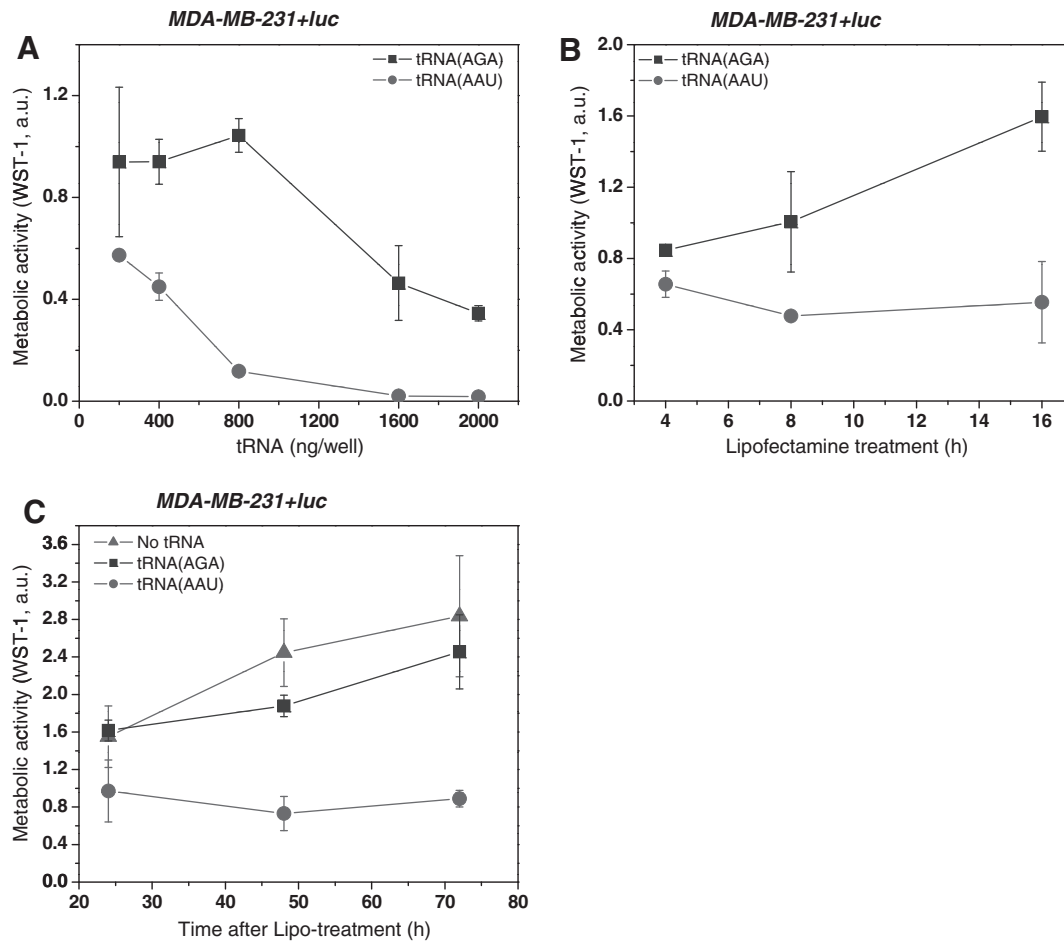 MDA-MB-231+luc
A
tRNA(AGA)
tRNA(AAU)
Metabolic activity (WST-1, a.u.)
1.2
0.8
0.4
0.0
0 400 800 1200 1600 2000
tRNA (ng/well)
MDA-MB-231+luc
B
tRNA(AGA)
tRNA(AAU)
Metabolic activity (WST-1, a.u.)
2.0
1.6
1.2
0.8
0.4
0.0
4 6 8 10 12 14 16
Lipofectamine treatment (h)
MDA-MB-231+luc
C
No tRNA
tRNA(AGA)
tRNA(AAU)
Metabolic activity (WST-1, a.u.)
3.6
3.2
2.8
2.4
2.0
1.6
1.2
0.8
0.4
0.0
20 30 40 50 60 70 80
Time after Lipo-treatment (h)